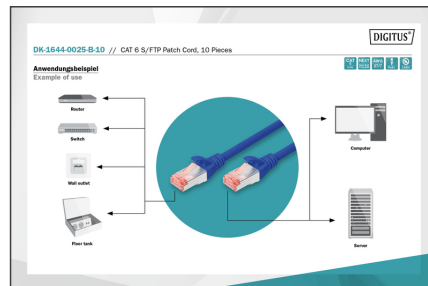 DIGITUS®
DK-1644-0025-B-10 // CAT 6 S/FTP Patch Cord, 10 Pieces
Anwendungsbeispiel
Example of use
Router
Switch
Wall outlet
Floor tank
Computer
Server